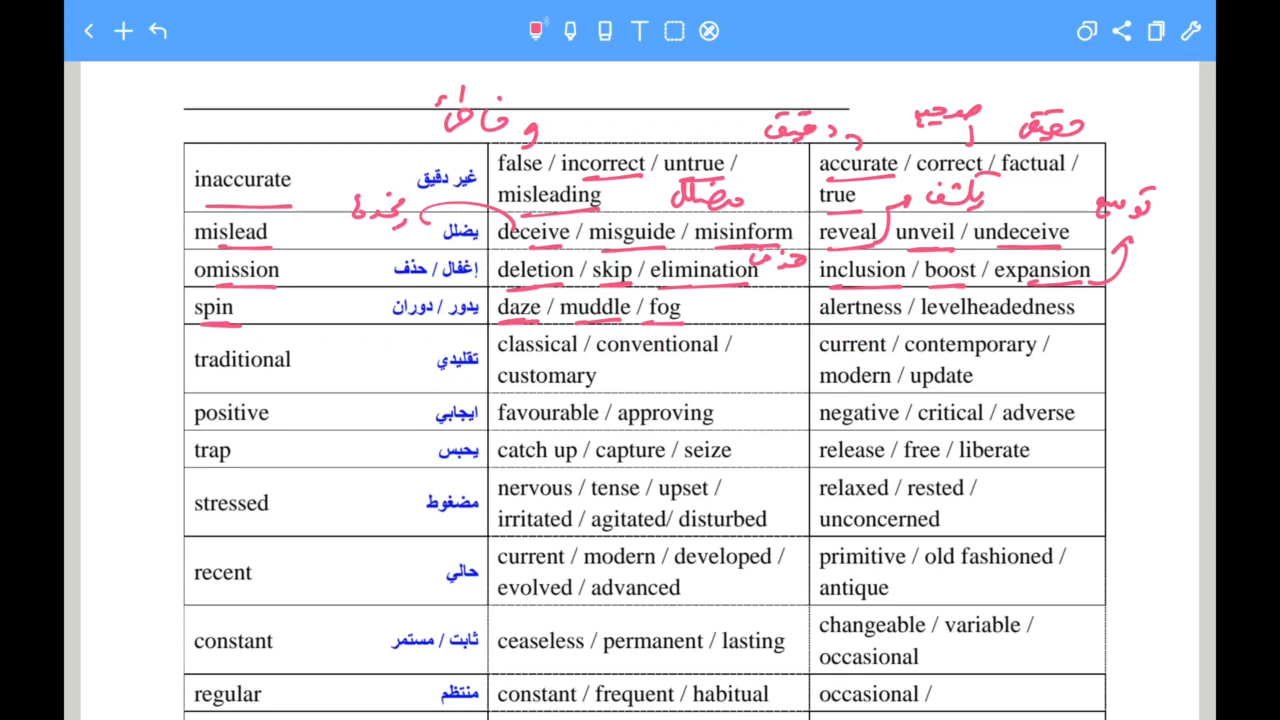 خاطئ و
دقيق
صحيح
حقيقي
inaccurate غير دقيق false / incorrect / untrue / accurate / correct / factual /
misleading true
مضلل
يكشف
توسع
mislead يضلل deceive / misguide / misinform reveal / unveil / undeceive
حذف
omission إغفال / حذف deletion / skip / elimination inclusion / boost / expansion
spin يدور / دوران daze / muddle / fog alertness / levelheadedness
traditional تقليدي classical / conventional / current / contemporary /
customary modern / update
positive ايجابي favourable / approving negative / critical / adverse
trap يحبس catch up / capture / seize release / free / liberate
stressed مضغوط nervous / tense / upset / relaxed / rested /
irritated / agitated/ disturbed unconcerned
recent حالي current / modern / developed / primitive / old fashioned /
evolved / advanced antique
constant ثابت / مستمر ceaseless / permanent / lasting changeable / variable /
occasional
regular منتظم constant / frequent / habitual occasional /